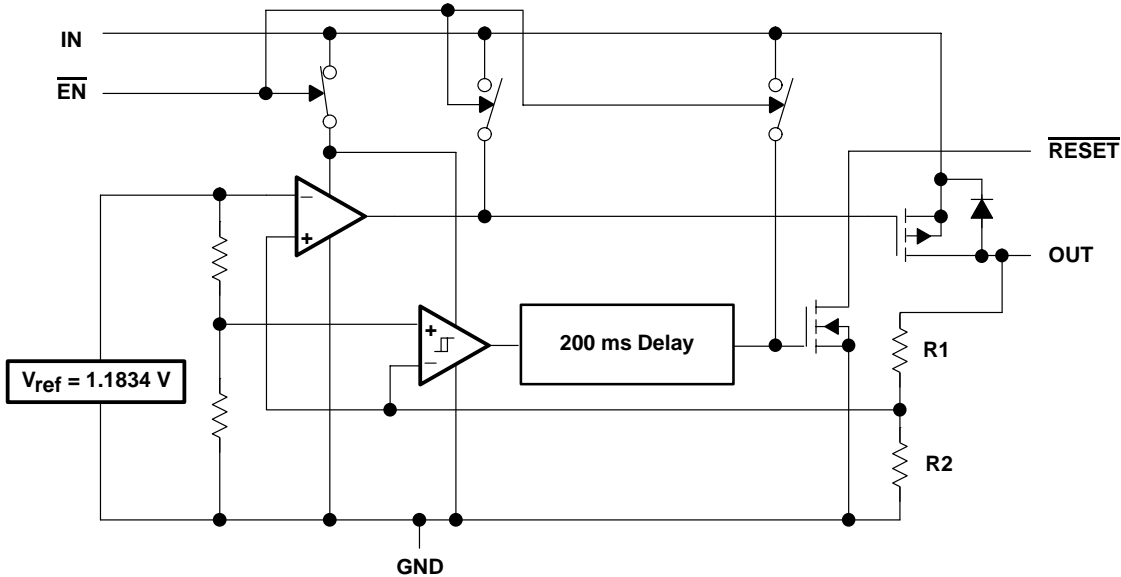 IN
EN
RESET
−
+
OUT
+
−
200 ms Delay
R1
Vref = 1.1834 V
R2
GND